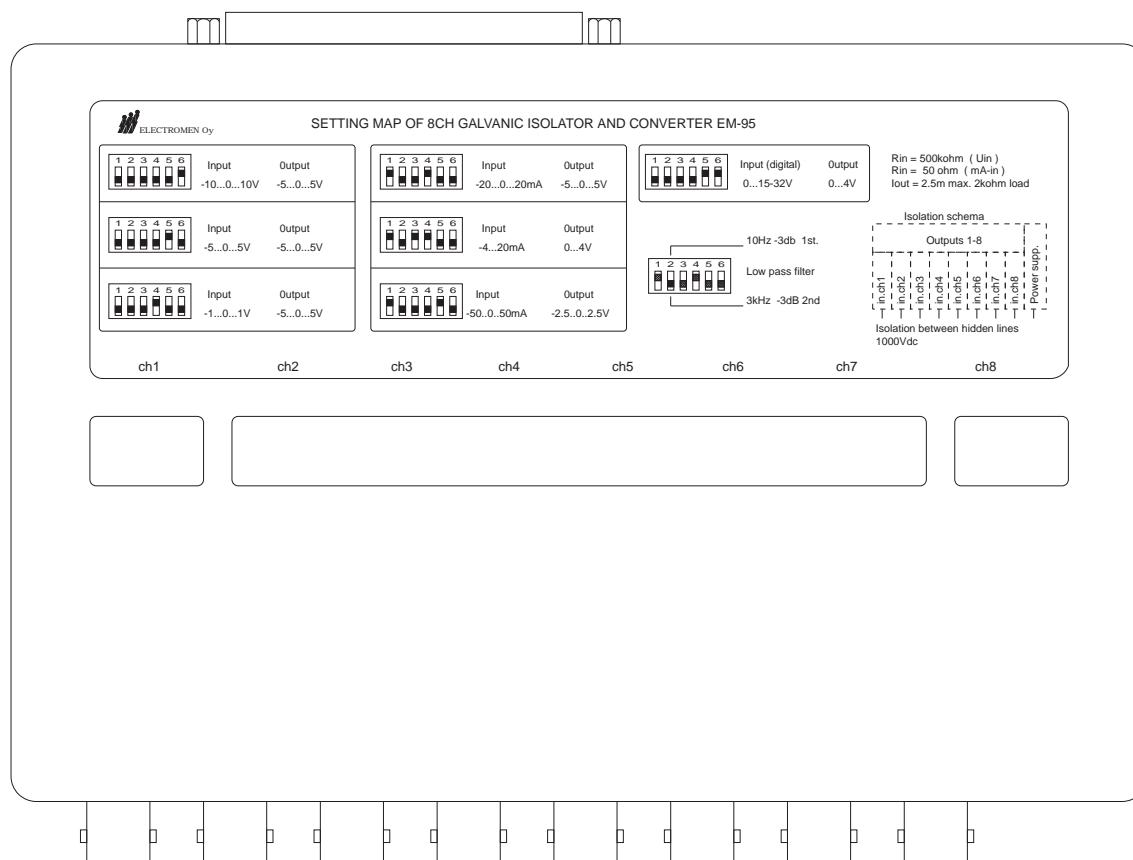 ELECTROMEN Oy
SETTING MAP OF 8CH GALVANIC ISOLATOR AND CONVERTER EM-95
1 2 3 4 5 6
Input 0utput
-10...0...10V -5...0...5V
1 2 3 4 5 6
Input 0utput
-5...0...5V -5...0...5V
1 2 3 4 5 6
Input 0utput
-1...0...1V -5...0...5V
1 2 3 4 5 6
Input 0utput
-20...0...20mA -5...0...5V
1 2 3 4 5 6
Input 0utput
-4...20mA 0...4V
1 2 3 4 5 6
Input 0utput
-50...0...50mA -2.5...0...2.5V
1 2 3 4 5 6
Input (digital) 0utput
0...15-32V 0...4V
10Hz -3db 1st.
1 2 3 4 5 6
Low pass filter
3kHz -3dB 2nd
Rin = 500kohm ( Uin )
Rin = 50 ohm ( mA-in )
Iout = 2.5m max. 2kohm load
Isolation schema
Outputs 1-8
in.ch1
in.ch2
in.ch3
in.ch4
in.ch5
in.ch6
in.ch7
in.ch8
Power supp.
Isolation between hidden lines
1000Vdc
ch1 ch2 ch3 ch4 ch5 ch6 ch7 ch8